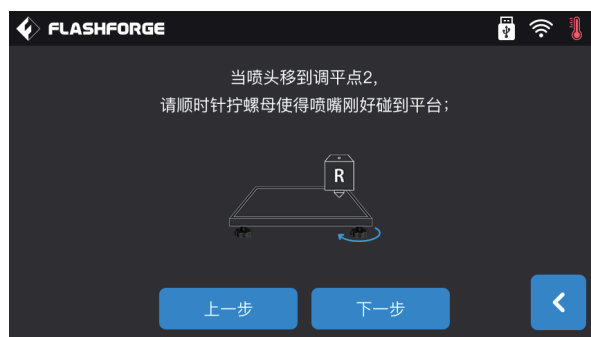 FLASHFORGE
当喷头移到调平点2,
请顺时针拧螺母使得喷嘴刚好碰到平台;
R
上一步
下一步